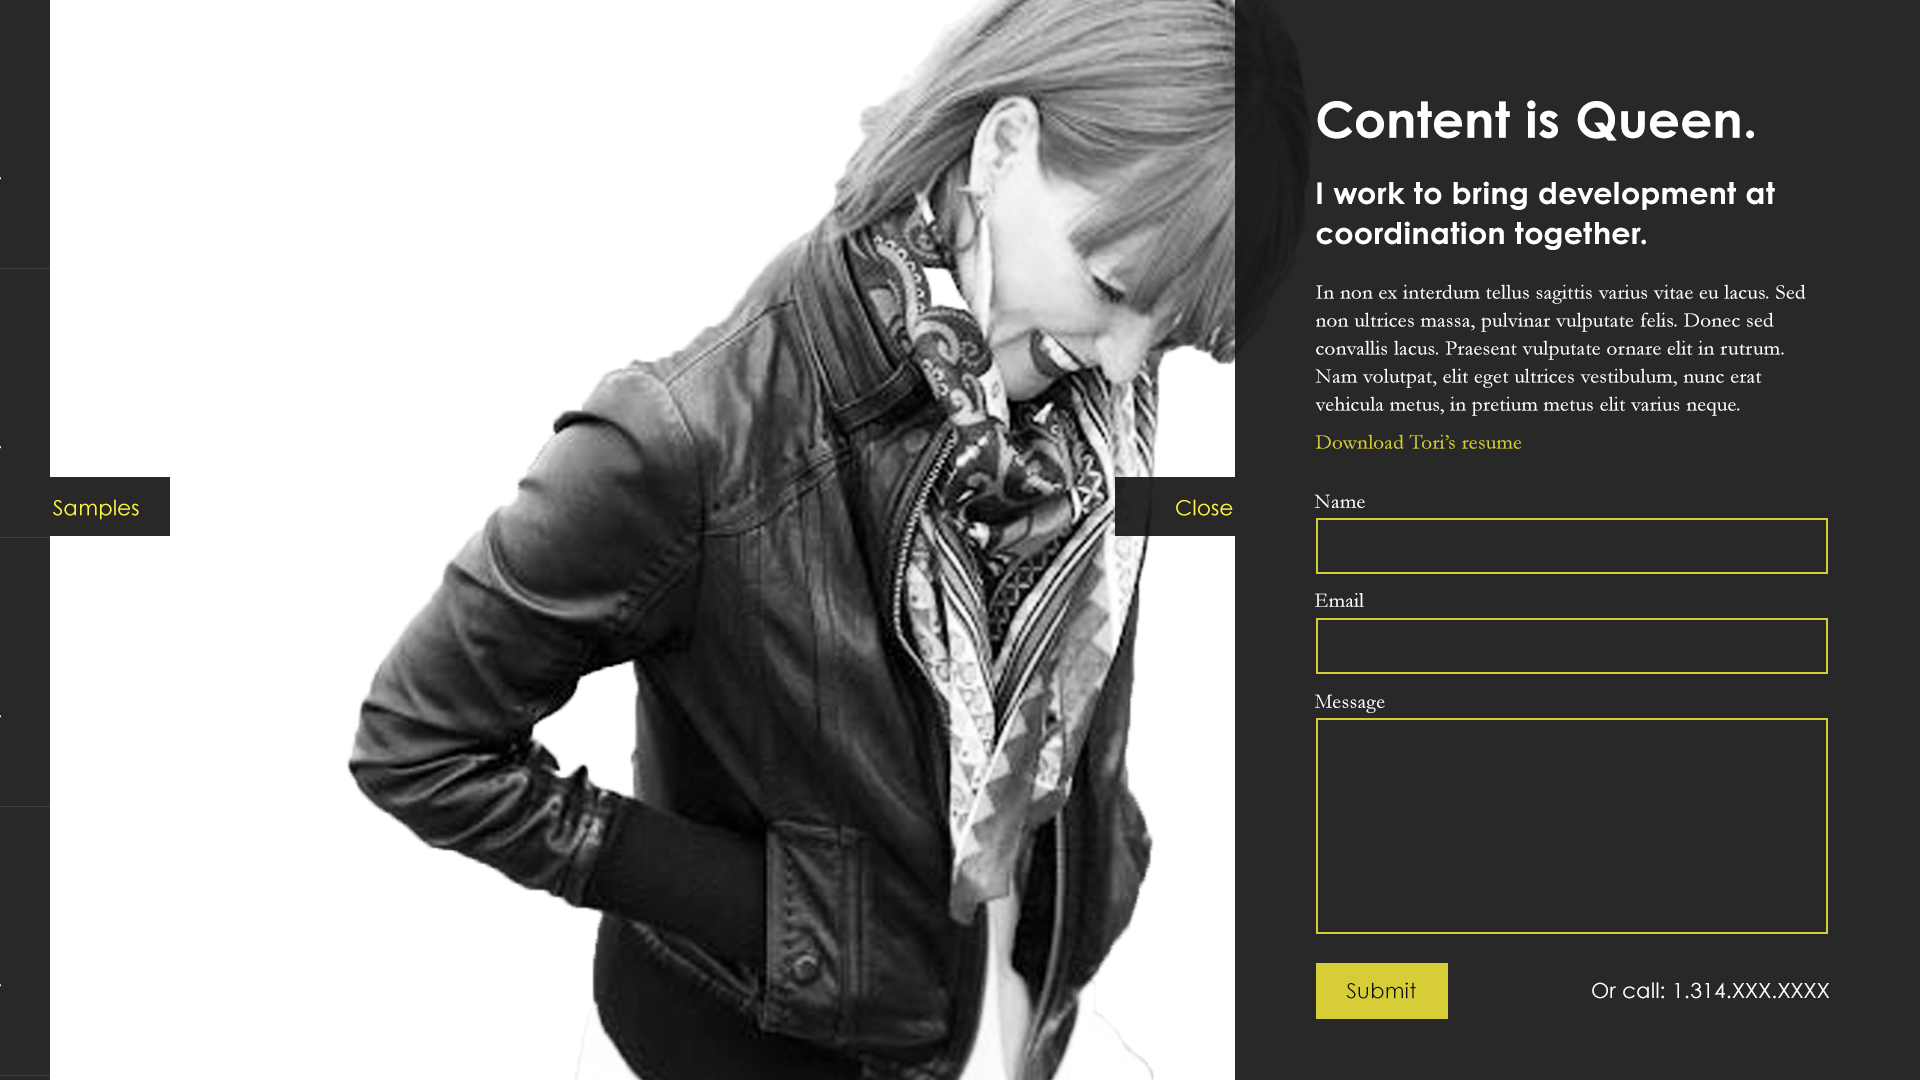 Samples
Close
Content is Queen.
I work to bring development at
coordination together.
In non ex interdum tellus sagittis varius vitae eu lacus. Sed
non ultrices massa, pulvinar vulputate felis. Donec sed
convallis lacus. Praesent vulputate ornare elit in rutrum.
Nam volutpat, elit eget ultrices vestibulum, nunc erat
vehicula metus, in pretium metus elit varius neque.
Download Tori’s resume
Name
Email
Message
Submit
Or call: 1.314.XXX.XXXX